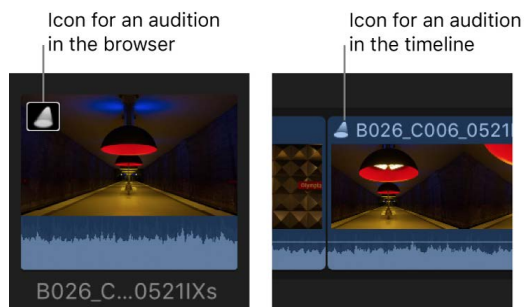 Icon for an audition
in the browser
Icon for an audition
in the timeline
B026_C006_0521
B026_C...0521IXs